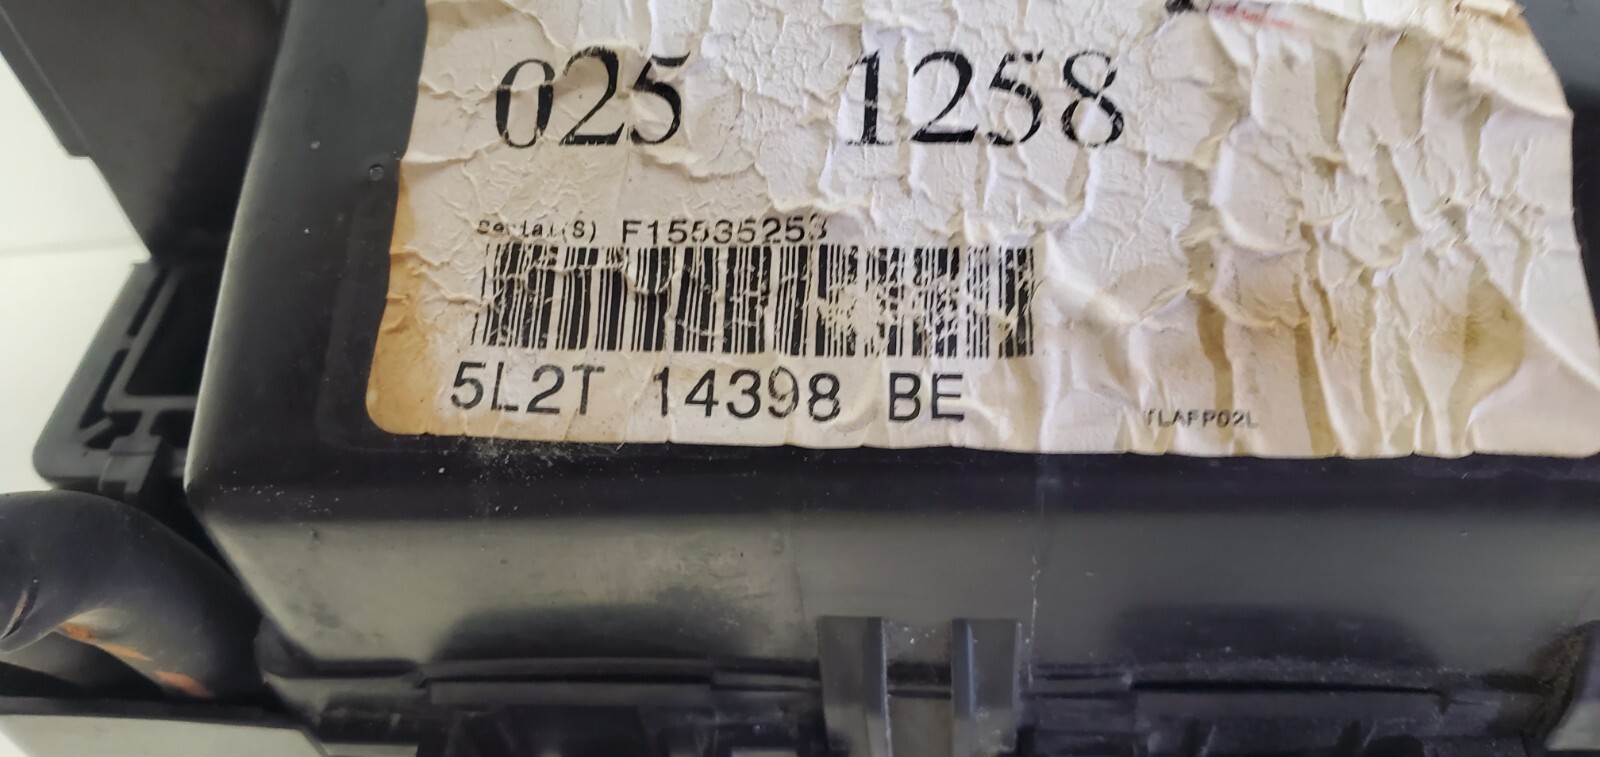 025 1258
Serial(S) F15535253
5L2T 14398 BE
TLAFP02L